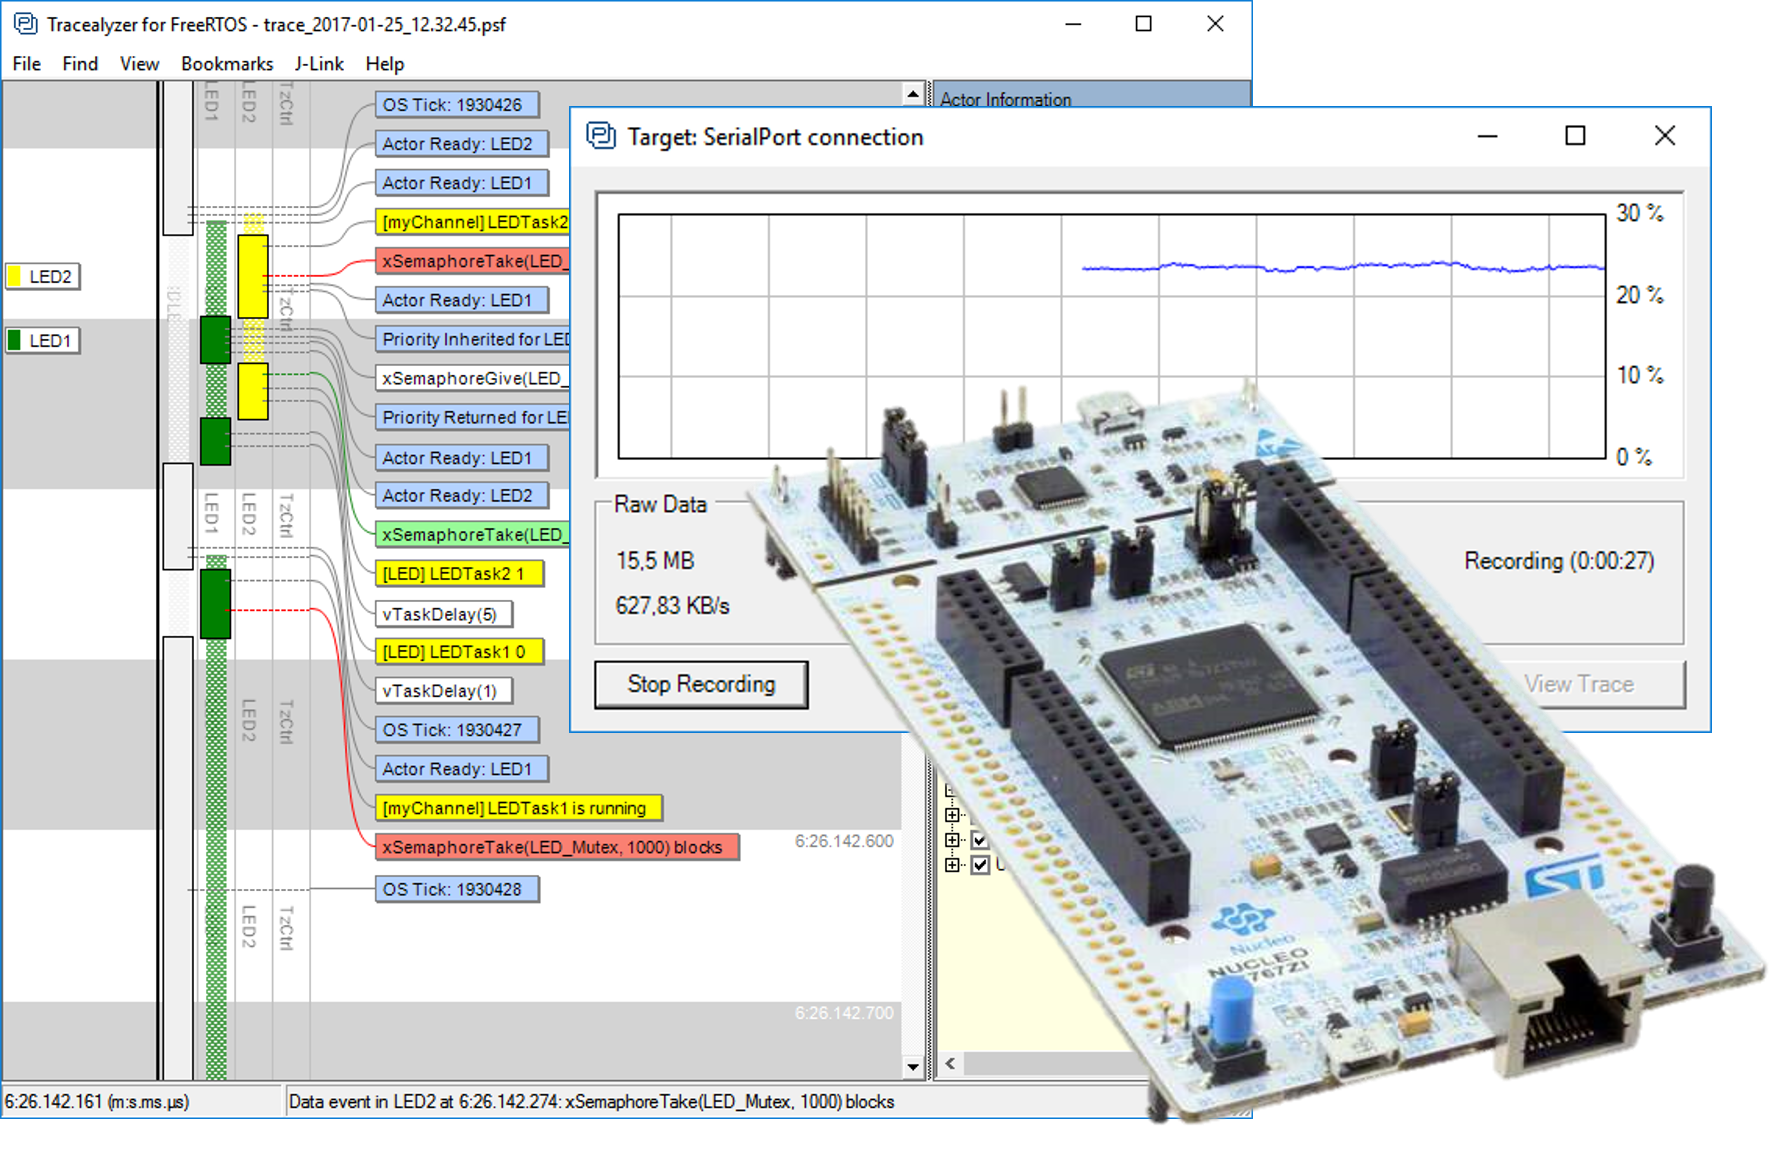 Tracealyzer for FreeRTOS - trace_2017-01-25_12.32.45.psf
File Find View Bookmarks J-Link Help
LED1
LED2
TzCtrl
Actor Information
OS Tick: 1930426
Actor Ready: LED2
Actor Ready: LED1
[myChannel] LEDTask2
xSemaphoreTake(LED_
Actor Ready: LED1
Priority Inherited for LED
xSemaphoreGive(LED_
Priority Returned for LE
Actor Ready: LED1
Actor Ready: LED2
xSemaphoreTake(LED_
[LED] LEDTask2 1
vTaskDelay(5)
[LED] LEDTask1 0
vTaskDelay(1)
OS Tick: 1930427
Actor Ready: LED1
[myChannel] LEDTask1 is running
xSemaphoreTake(LED_Mutex, 1000) blocks
OS Tick: 1930428
LED2
LED1
TzCtrl
LED1
LED2
TzCtrl
LED2
TzCtrl
LED2
TzCtrl
6:26.142.600
6:26.142.700
6:26.142.161 (m:s.ms.µs)
Data event in LED2 at 6:26.142.274: xSemaphoreTake(LED_Mutex, 1000) blocks
Target: SerialPort connection
30 %
20 %
10 %
0 %
Raw Data
15,5 MB
627,83 KB/s
Recording (0:00:27)
Stop Recording
View Trace
ARM
ST
Nucleo
NUCLEO
767ZI